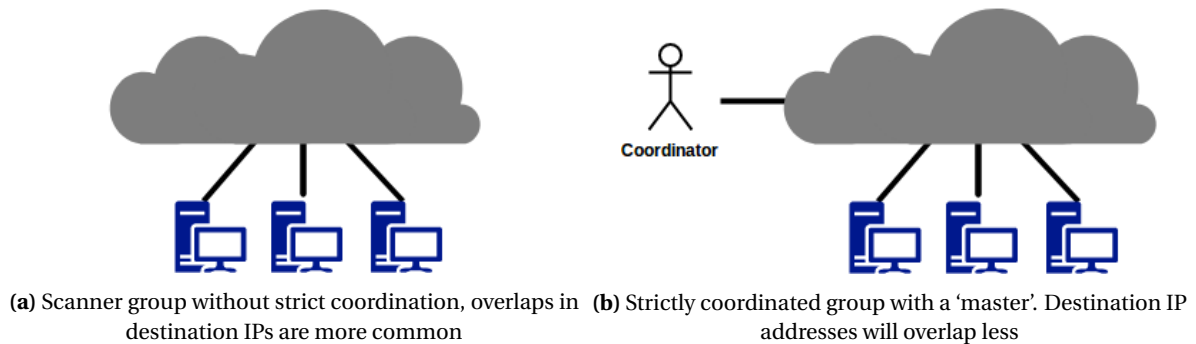 Coordinator
(a) Scanner group without strict coordination, overlaps in
destination IPs are more common
(b) Strictly coordinated group with a ‘master’. Destination IP
addresses will overlap less